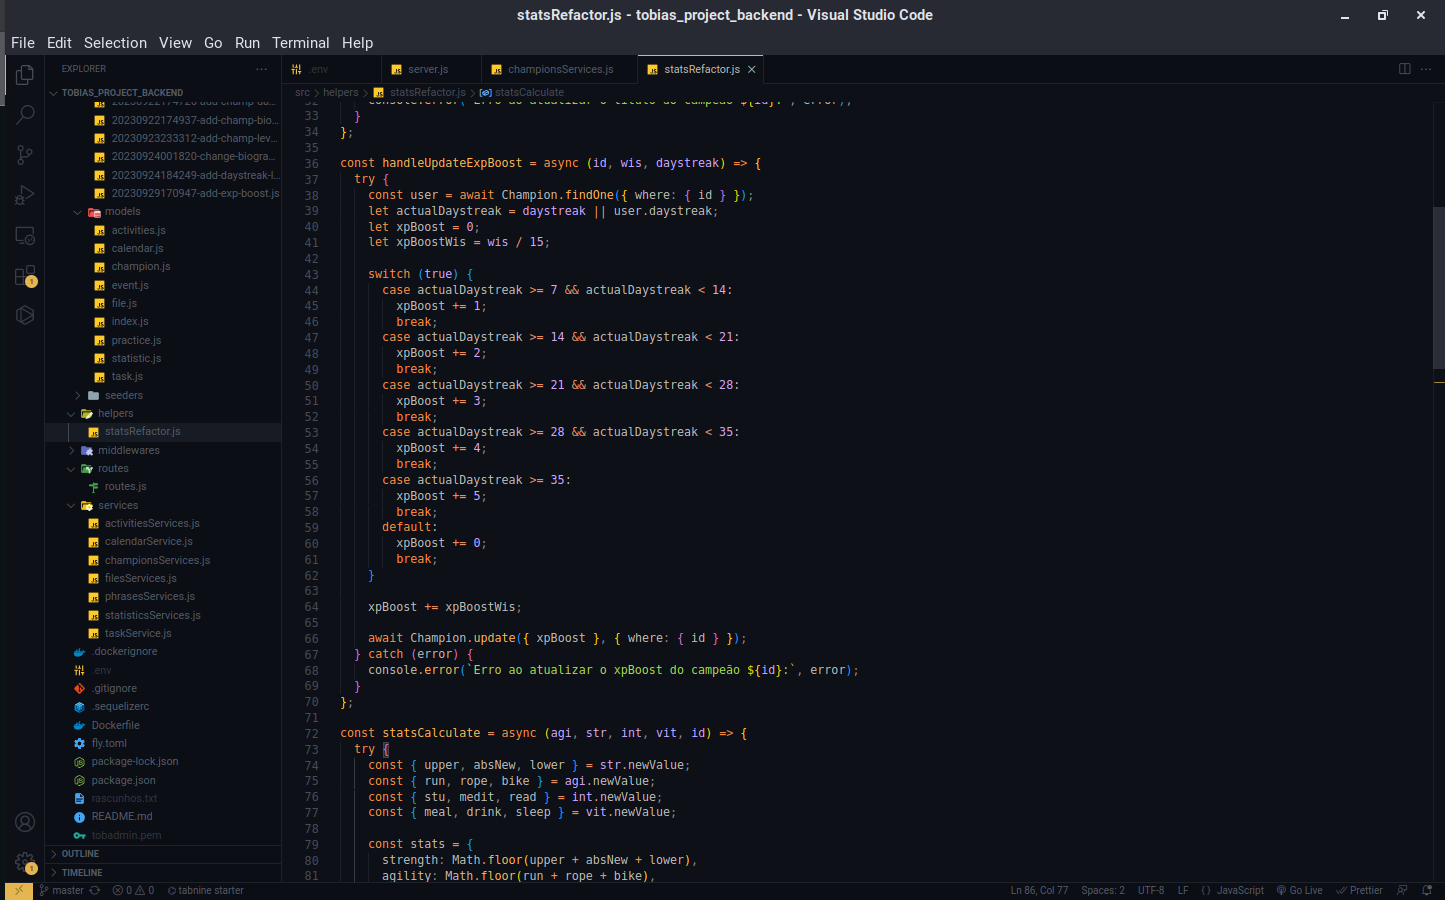 statsRefactor.js - tobias_project_backend - Visual Studio Code
File Edit Selection View Go Run Terminal Help
EXPLORER
TOBIAS_PROJECT_BACKEND
20230922174937-add-champ-bio...
20230923233312-add-champ-lev...
20230924001820-change-biogra...
20230924184249-add-daystreak-l...
20230929170947-add-exp-boost.js
models
activities.js
calendar.js
champion.js
event.js
file.js
index.js
practice.js
statistic.js
task.js
seeders
helpers
statsRefactor.js
middlewares
routes
routes.js
services
activitiesServices.js
calendarService.js
championsServices.js
filesServices.js
phrasesServices.js
statisticsServices.js
taskService.js
.dockerignore
.env
.gitignore
.sequelizerc
Dockerfile
fly.toml
package-lock.json
package.json
rascunhos.txt
README.md
tobadmin.pem
OUTLINE
TIMELINE
.env server.js championsServices.js statsRefactor.js
src > helpers > statsRefactor.js > statsCalculate
32 console.error(`Erro ao atualizar o título do campeão ${id}:`, error);
33 }
34 };
35
36 const handleUpdateExpBoost = async (id, wis, daystreak) => {
37 try {
38 const user = await Champion.findOne({ where: { id } });
39 let actualDaystreak = daystreak || user.daystreak;
40 let xpBoost = 0;
41 let xpBoostWis = wis / 15;
42
43 switch (true) {
44 case actualDaystreak >= 7 && actualDaystreak < 14:
45 xpBoost += 1;
46 break;
47 case actualDaystreak >= 14 && actualDaystreak < 21:
48 xpBoost += 2;
49 break;
50 case actualDaystreak >= 21 && actualDaystreak < 28:
51 xpBoost += 3;
52 break;
53 case actualDaystreak >= 28 && actualDaystreak < 35:
54 xpBoost += 4;
55 break;
56 case actualDaystreak >= 35:
57 xpBoost += 5;
58 break;
59 default:
60 xpBoost += 0;
61 break;
62 }
63
64 xpBoost += xpBoostWis;
65
66 await Champion.update({ xpBoost }, { where: { id } });
67 } catch (error) {
68 console.error(`Erro ao atualizar o xpBoost do campeão ${id}:`, error);
69 }
70 };
71
72 const statsCalculate = async (agi, str, int, vit, id) => {
73 try {
74 const { upper, absNew, lower } = str.newValue;
75 const { run, rope, bike } = agi.newValue;
76 const { stu, medit, read } = int.newValue;
77 const { meal, drink, sleep } = vit.newValue;
78
79 const stats = {
80 strength: Math.floor(upper + absNew + lower),
81 agility: Math.floor(run + rope + bike),
1
1
master 0 0 tabnine starter Ln 86, Col 77 Spaces: 2 UTF-8 LF {} JavaScript Go Live Prettier